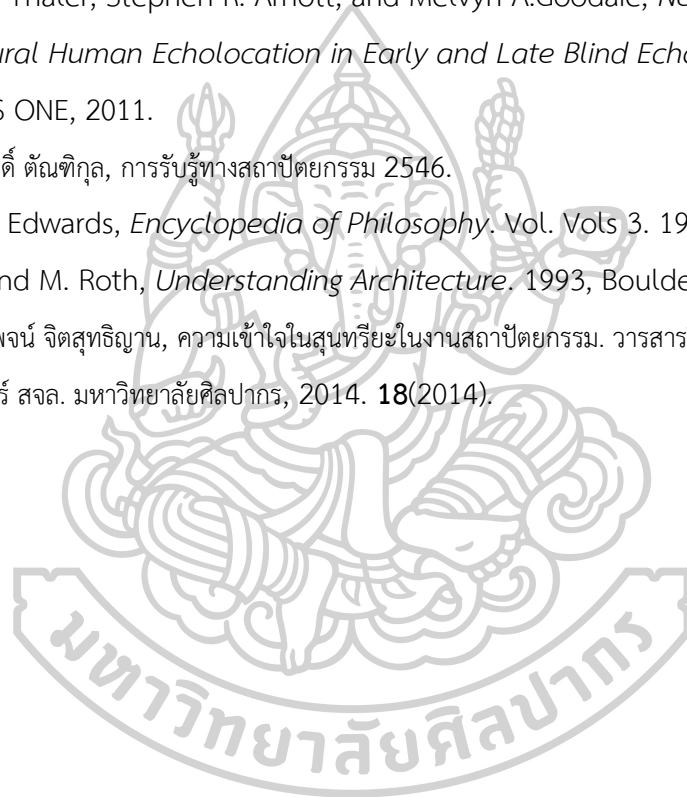 Thaler, Stephen R. Arnott, and Melvyn A.Goodale,
ural Human Echolocation in Early and Late Blind Echo
S ONE, 2011.
ดิ์ ตัณฑิกุล, การรับรู้ทางสถาปัตยกรรม 2546.
Edwards, Encyclopedia of Philosophy. Vol. Vols 3. 19
nd M. Roth, Understanding Architecture. 1993, Boulde
พจน์ จิตสุทธิญาน, ความเข้าใจในสุนทรียะในงานสถาปัตยกรรม. วารสาร
ร์ สจล. มหาวิทยาลัยศิลปากร, 2014. 18(2014).
มหาวิทยาลัยศิลปากร